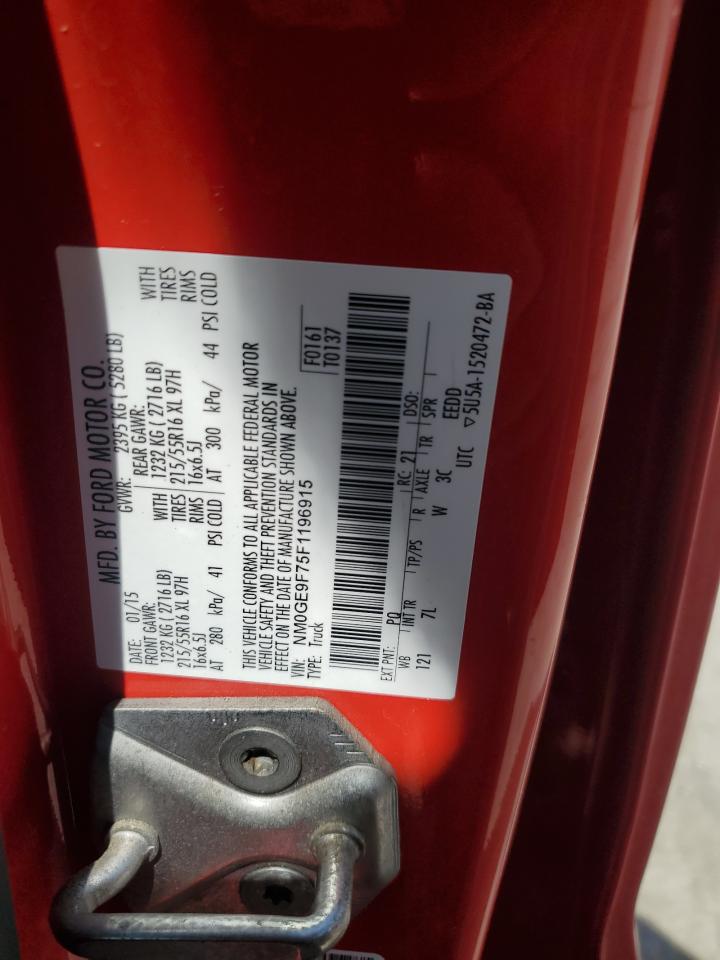 MFD. BY FORD MOTOR CO.
DATE: 01/15 GVWR: 2395 KG ( 5280 LB)
FRONT GAWR: REAR GAWR:
1232 KG ( 2716 LB) WITH 1232 KG ( 2716 LB) WITH
215/55R16 XL 97H TIRES 215/55R16 XL 97H TIRES
16x6.5J RIMS 16x6.5J RIMS
AT 280 kPa/ 41 PSI COLD AT 300 kPa/ 44 PSI COLD
THIS VEHICLE CONFORMS TO ALL APPLICABLE FEDERAL MOTOR
VEHICLE SAFETY AND THEFT PREVENTION STANDARDS IN
EFFECT ON THE DATE OF MANUFACTURE SHOWN ABOVE.
VIN: NM0GE9F75F1196915 F0161
TYPE: Truck T0137
EXT PNT: PQ RC: 21 DSO:
WB INT TR TP/PS R AXLE TR SPR
121 7L W 3C EEDD
UTC ▽5U5A-1520472-BA